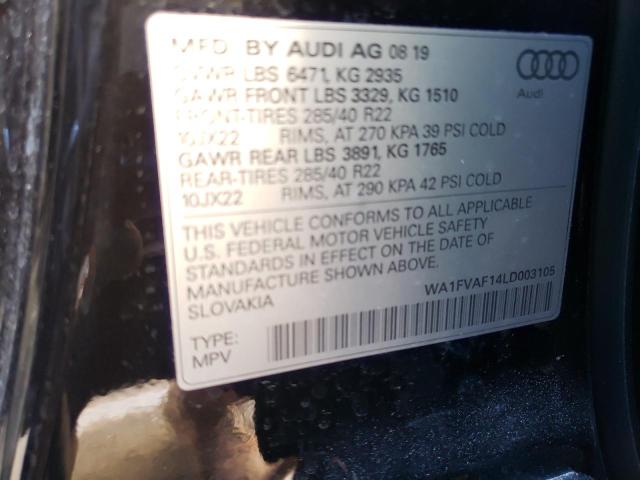 MFD. BY AUDI AG 08 19
GVWR LBS 6471, KG 2935
GAWR FRONT LBS 3329, KG 1510
FRONT-TIRES 285/40 R22
10JX22 RIMS, AT 270 KPA 39 PSI COLD
GAWR REAR LBS 3891, KG 1765
REAR-TIRES 285/40 R22
10JX22 RIMS, AT 290 KPA 42 PSI COLD
THIS VEHICLE CONFORMS TO ALL APPLICABLE
U.S. FEDERAL MOTOR VEHICLE SAFETY
STANDARDS IN EFFECT ON THE DATE OF
MANUFACTURE SHOWN ABOVE.
SLOVAKIA
WA1FVAF14LD003105
TYPE:
MPV
Audi